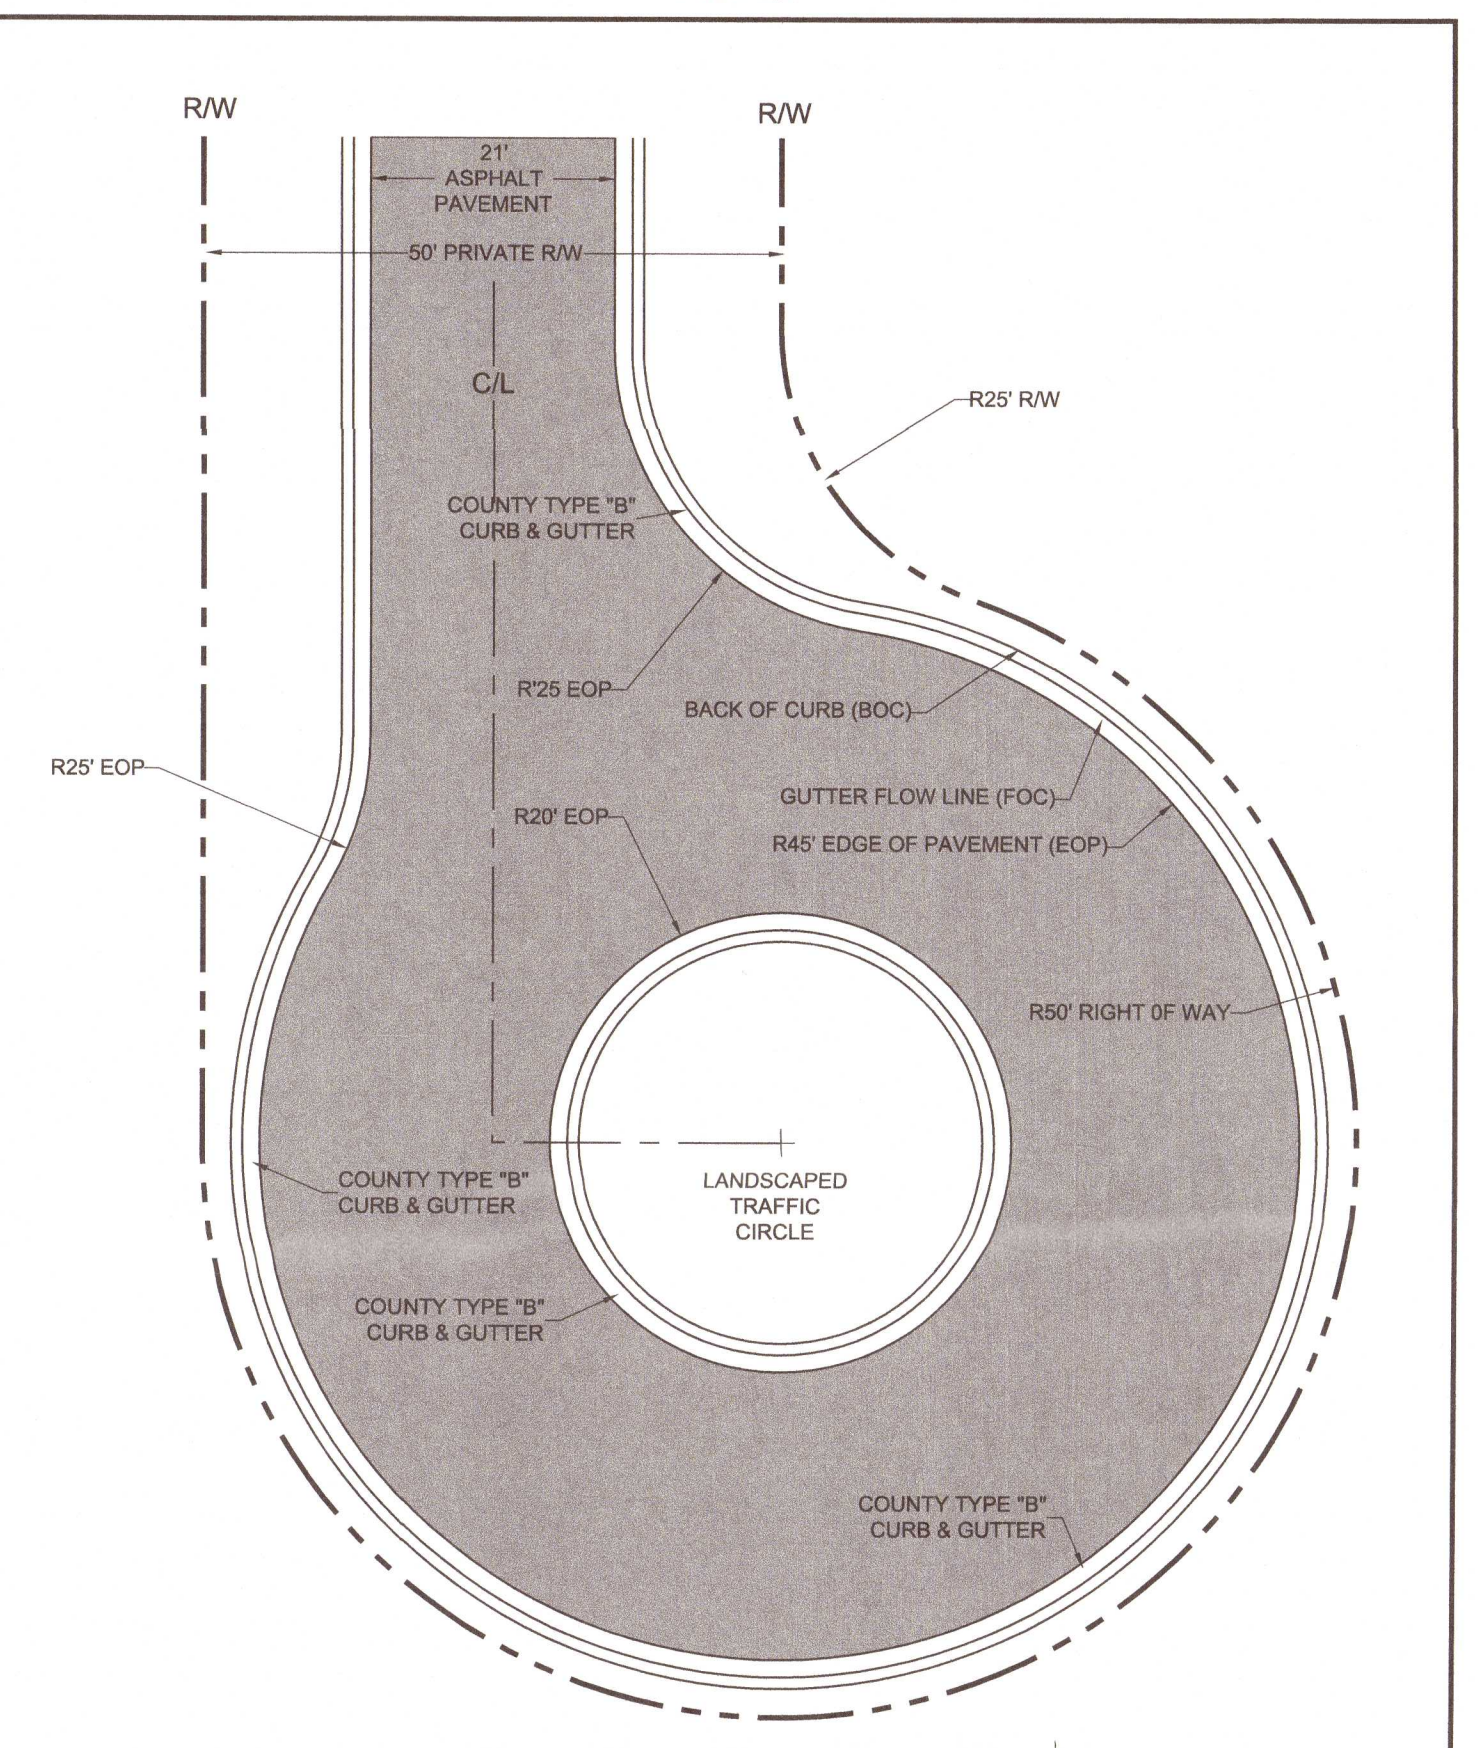 R/W
R/W
21'
ASPHALT
PAVEMENT
50' PRIVATE R/W
C/L
R25' R/W
COUNTY TYPE "B"
CURB & GUTTER
R'25 EOP
BACK OF CURB (BOC)
R25' EOP
GUTTER FLOW LINE (FOC)
R20' EOP
R45' EDGE OF PAVEMENT (EOP)
R50' RIGHT 0F WAY
COUNTY TYPE "B"
CURB & GUTTER
LANDSCAPED
TRAFFIC
CIRCLE
COUNTY TYPE "B"
CURB & GUTTER
COUNTY TYPE "B"
CURB & GUTTER